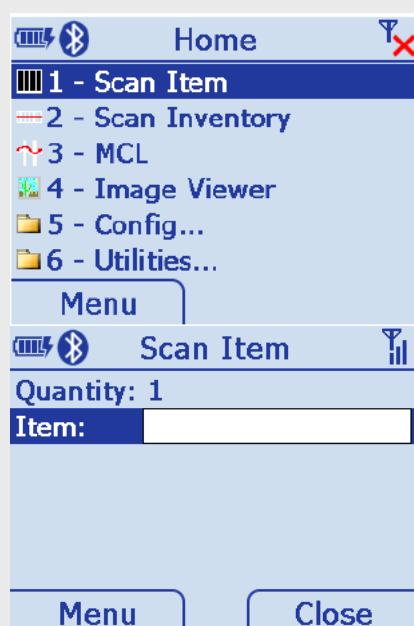 Home
1 - Scan Item
2 - Scan Inventory
3 - MCL
4 - Image Viewer
5 - Config...
6 - Utilities...
Menu
Scan Item
Quantity: 1
Item:
Menu Close